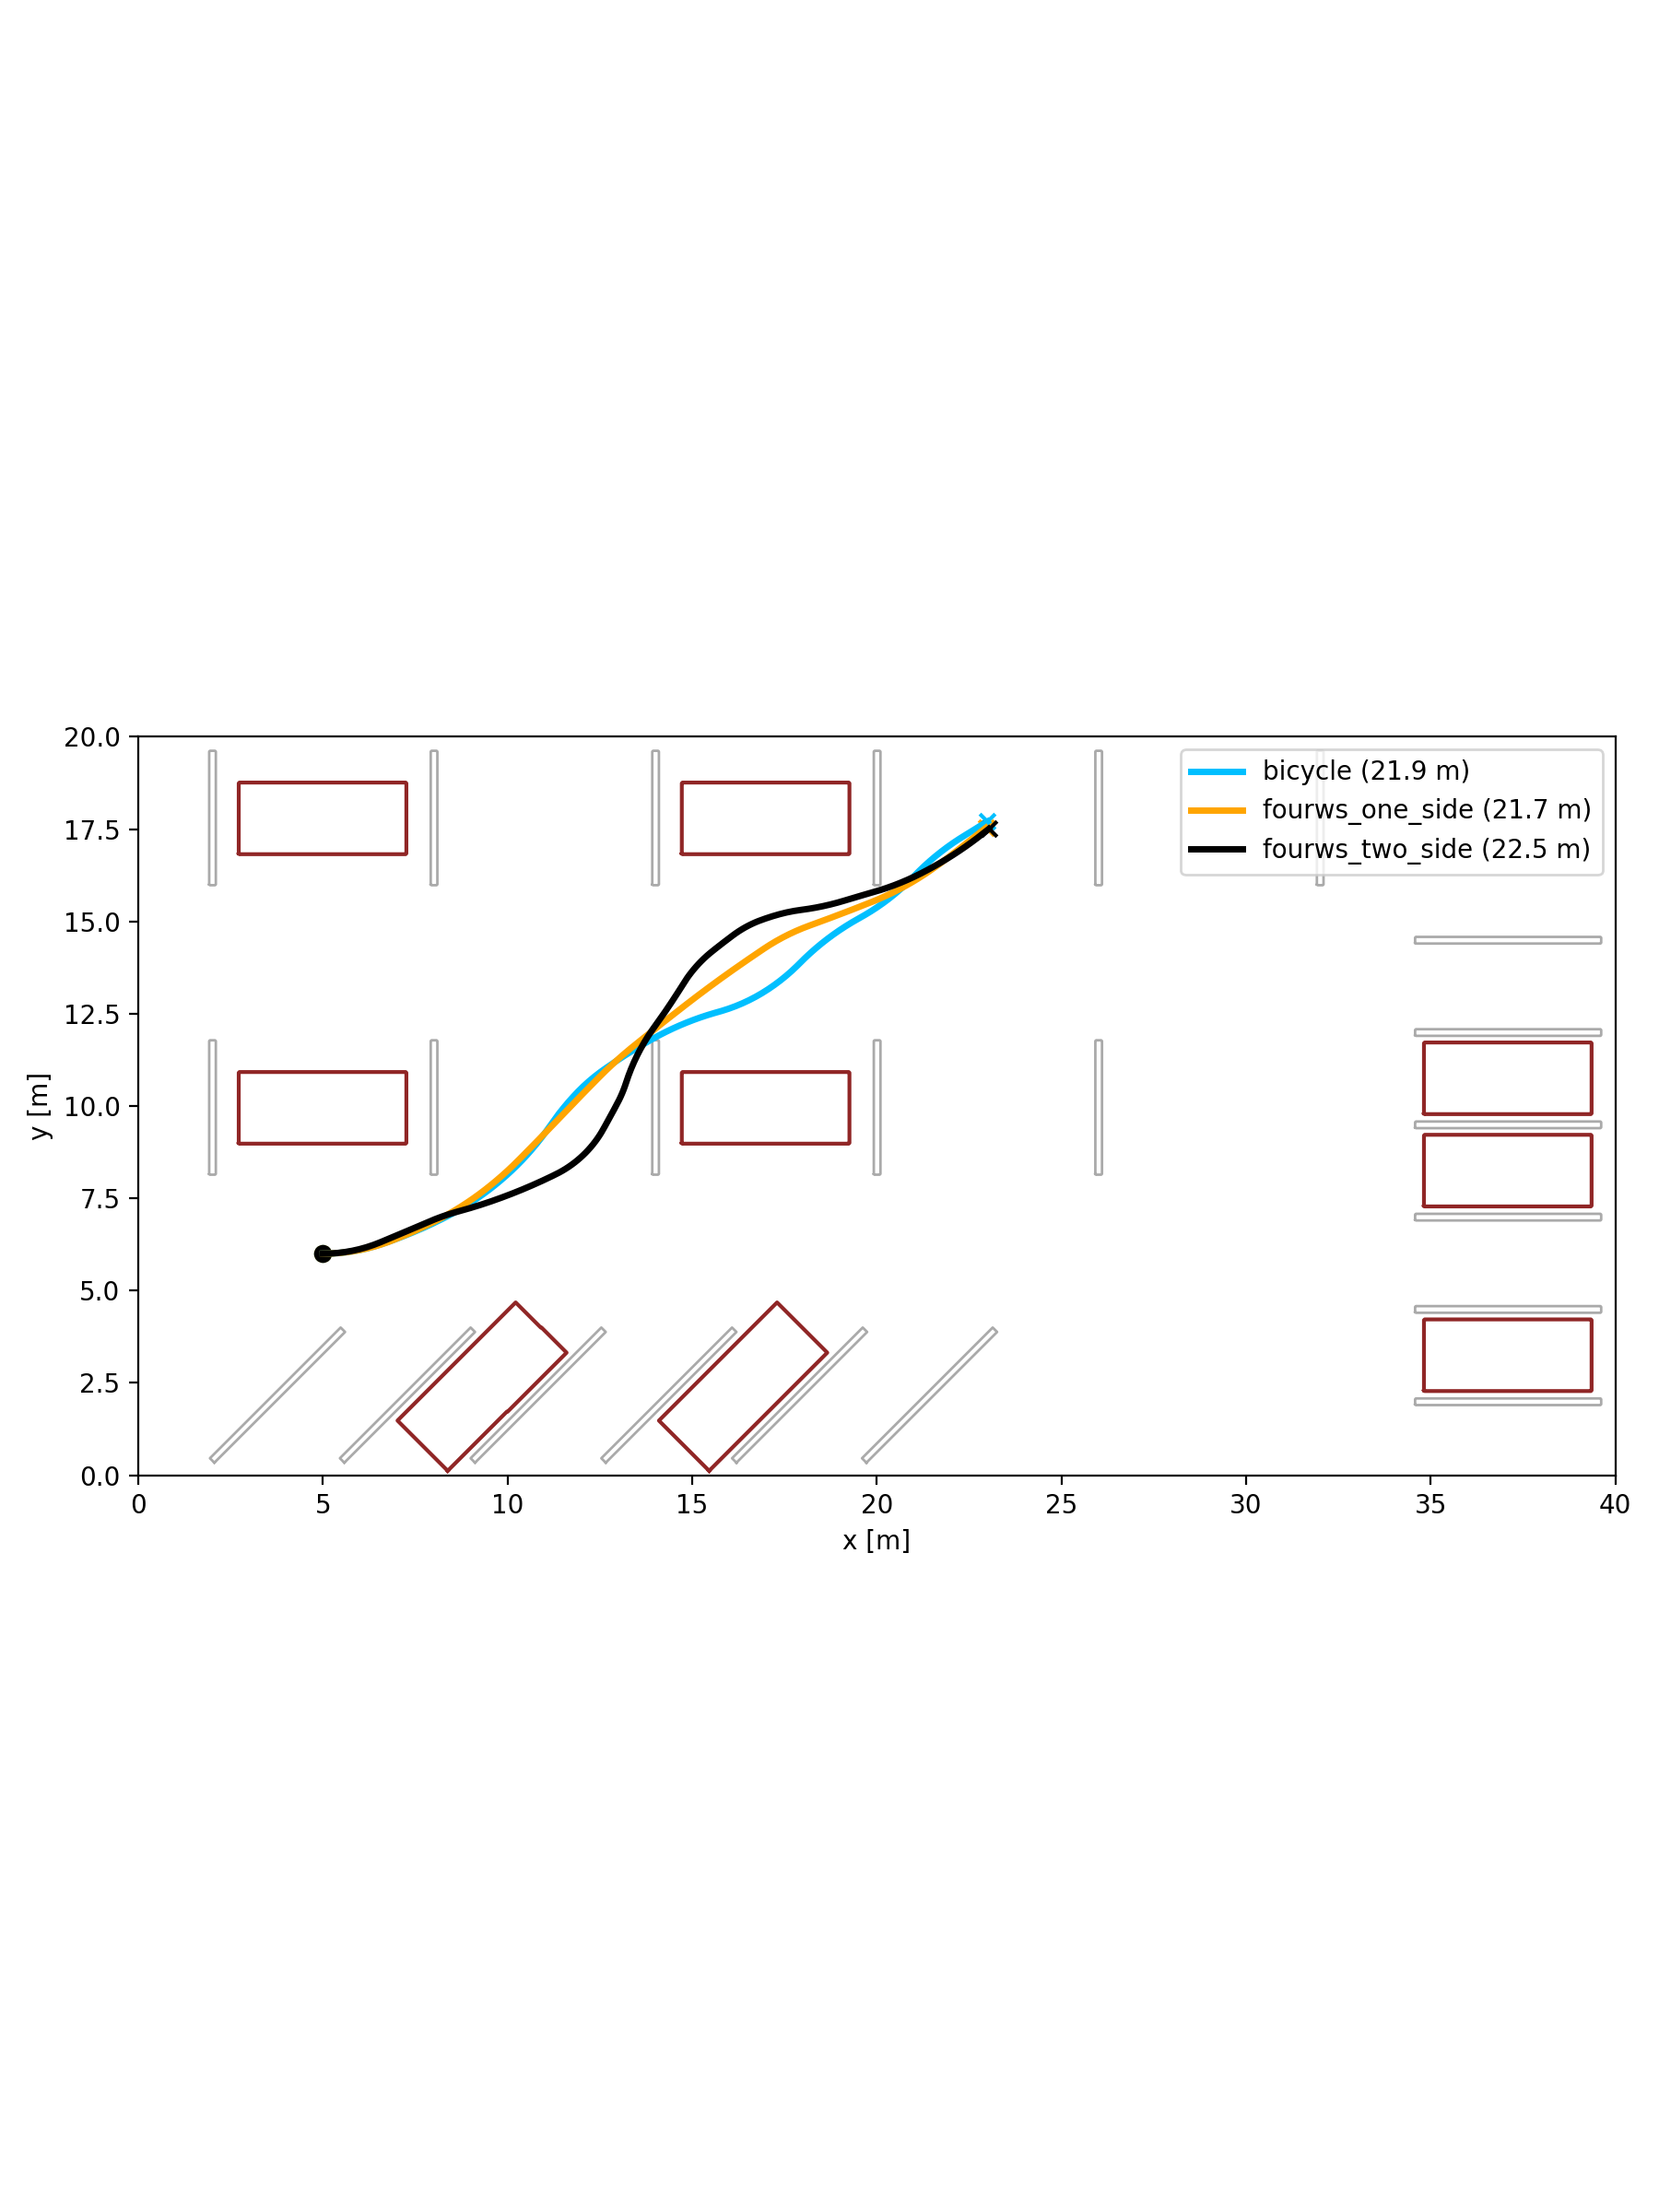 20.0
17.5
15.0
12.5
10.0
7.5
5.0
2.5
0.0
y [m]
bicycle (21.9 m)
fourws_one_side (21.7 m)
fourws_two_side (22.5 m)
0 5 10 15 20 25 30 35 40
x [m]